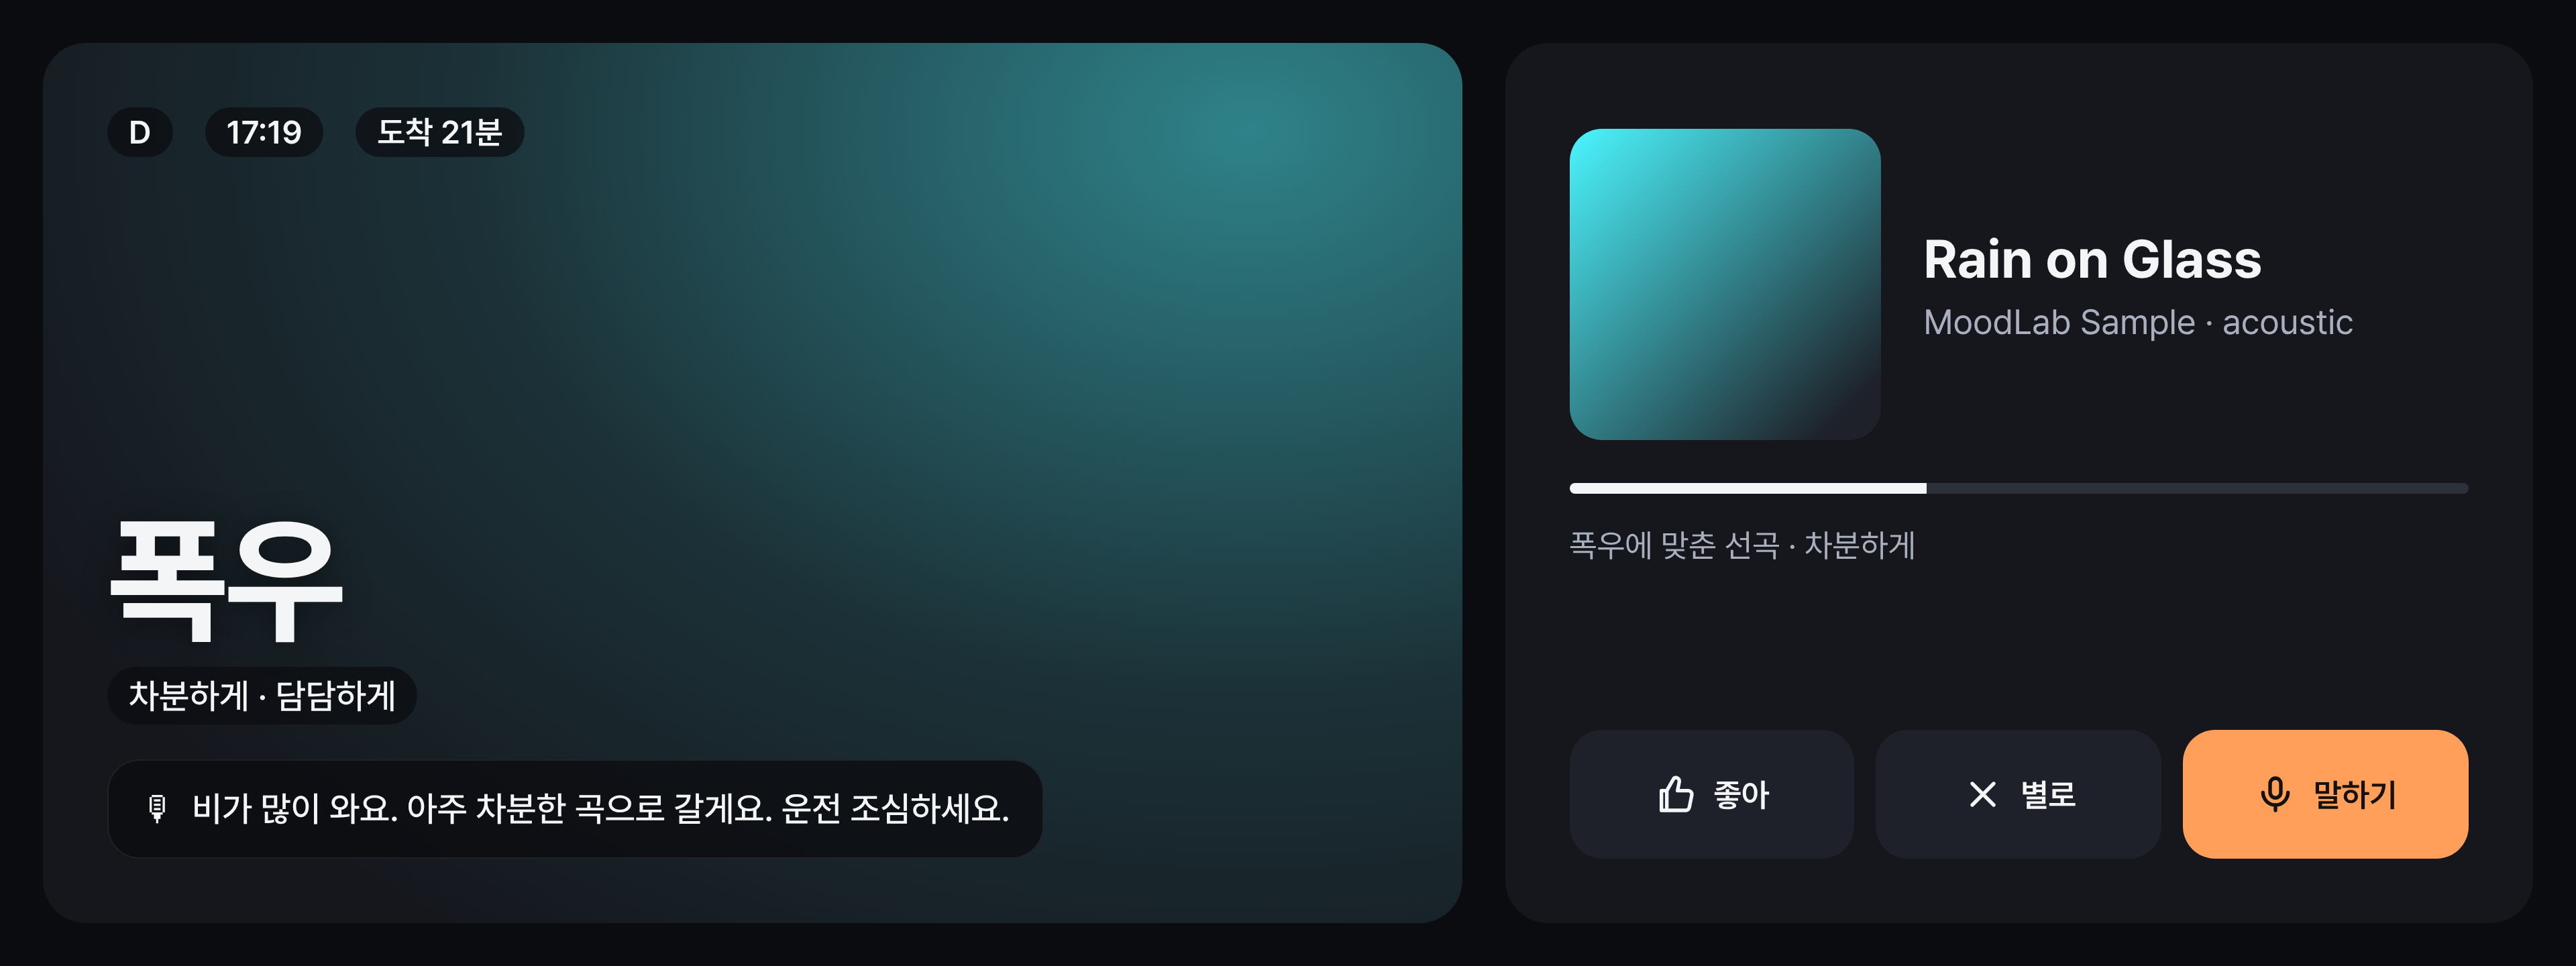 D 17:19 도착 21분
폭우
차분하게 · 담담하게
비가 많이 와요. 아주 차분한 곡으로 갈게요. 운전 조심하세요.
Rain on Glass
MoodLab Sample · acoustic
폭우에 맞춘 선곡 · 차분하게
좋아 별로 말하기